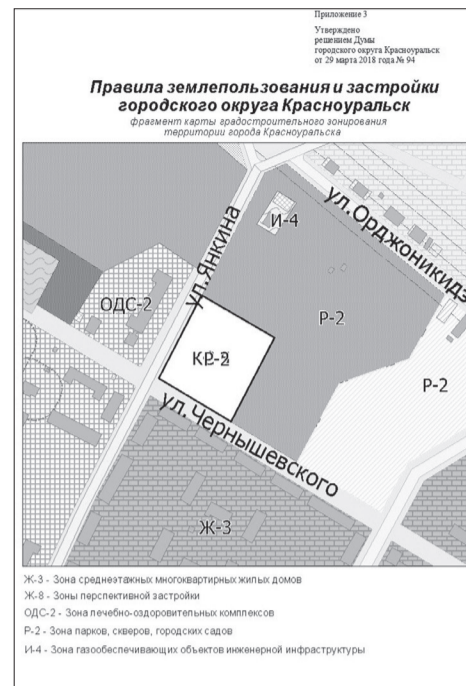 Приложение 3
Утверждено
решением Думы
городского округа Красноуральск
от 29 марта 2018 года № 94
Правила землепользования и застройки
городского округа Красноуральск
фрагмент карты градостроительного зонирования
территории города Красноуральска
ул.Орджоникидз
ул.Янкина
И-4
ОДС-2
Р-2
Р-2
ул.Чернышевского
Ж-3
Ж-3 - Зона среднеэтажных многоквартирных жилых домов
Ж-8 - Зоны перспективной застройки
ОДС-2 - Зона лечебно-оздоровительных комплексов
Р-2 - Зона парков, скверов, городских садов
И-4 - Зона газообеспечивающих объектов инженерной инфраструктуры